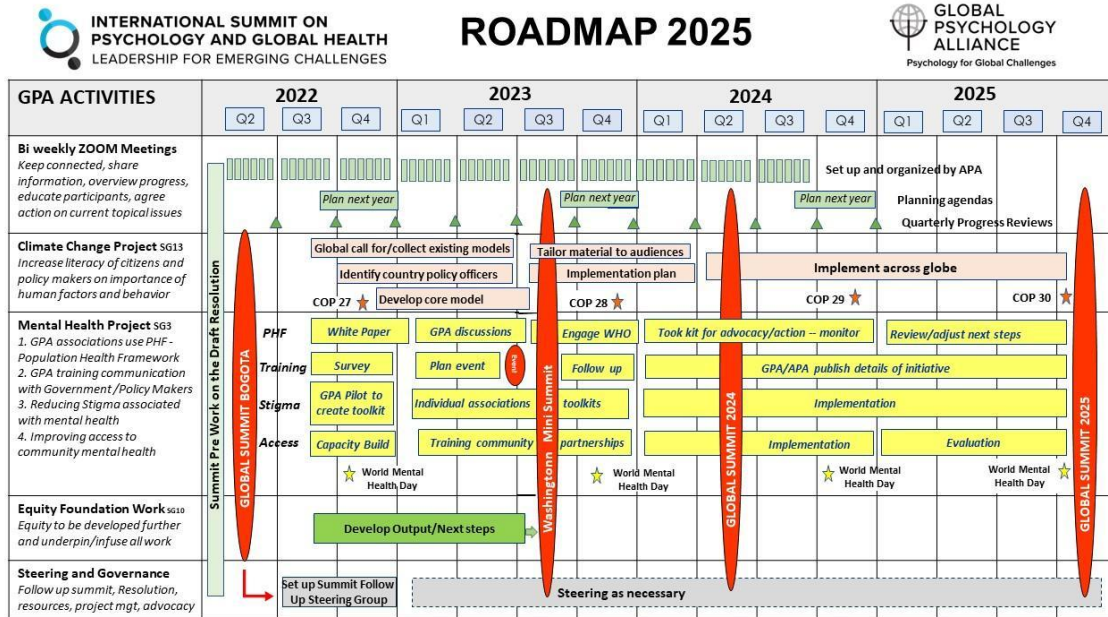 INTERNATIONAL SUMMIT ON
PSYCHOLOGY AND GLOBAL HEALTH
LEADERSHIP FOR EMERGING CHALLENGES
ROADMAP 2025
GLOBAL
PSYCHOLOGY
ALLIANCE
Psychology for Global Challenges
GPA ACTIVITIES
2022
2023
2024
2025
Q2
Q3
Q4
Q1
Q2
Q3
Q4
Q1
Q2
Q3
Q4
Q1
Q2
Q3
Q4
Bi weekly ZOOM Meetings
Keep connected, share
information, overview progress,
educate participants, agree
action on current topical issues
Set up and organized by APA
Plan next year
Plan next year
Plan next year
Planning agendas
Quarterly Progress Reviews
Summit Pre Work on the Draft Resolution
GLOBAL SUMMIT BOGOTA
Washingtonn Mini Summit
GLOBAL SUMMIT 2024
GLOBAL SUMMIT 2025
Climate Change Project SG13
Increase literacy of citizens and
policy makers on importance of
human factors and behavior
Global call for/collect existing models
Tailor material to audiences
Identify country policy officers
Implementation plan
Implement across globe
Develop core model
COP 27
COP 28
COP 29
COP 30
Mental Health Project SG3
1. GPA associations use PHF -
Population Health Framework
2. GPA training communication
with Government/Policy Makers
3. Reducing Stigma associated
with mental health
4. Improving access to
community mental health
PHF
White Paper
GPA discussions
Engage WHO
Took kit for advocacy/action -- monitor
Review/adjust next steps
Training
Survey
Plan event
Event
Follow up
GPA/APA publish details of initiative
Stigma
GPA Pilot to
create toolkit
Individual associations toolkits
Implementation
Access
Capacity Build
Training community partnerships
Implementation
Evaluation
World Mental
Health Day
World Mental
Health Day
World Mental
Health Day
World Mental
Health Day
Equity Foundation Work SG10
Equity to be developed further
and underpin/infuse all work
Develop Output/Next steps
Steering and Governance
Follow up summit, Resolution,
resources, project mgt, advocacy
Set up Summit Follow
Up Steering Group
Steering as necessary